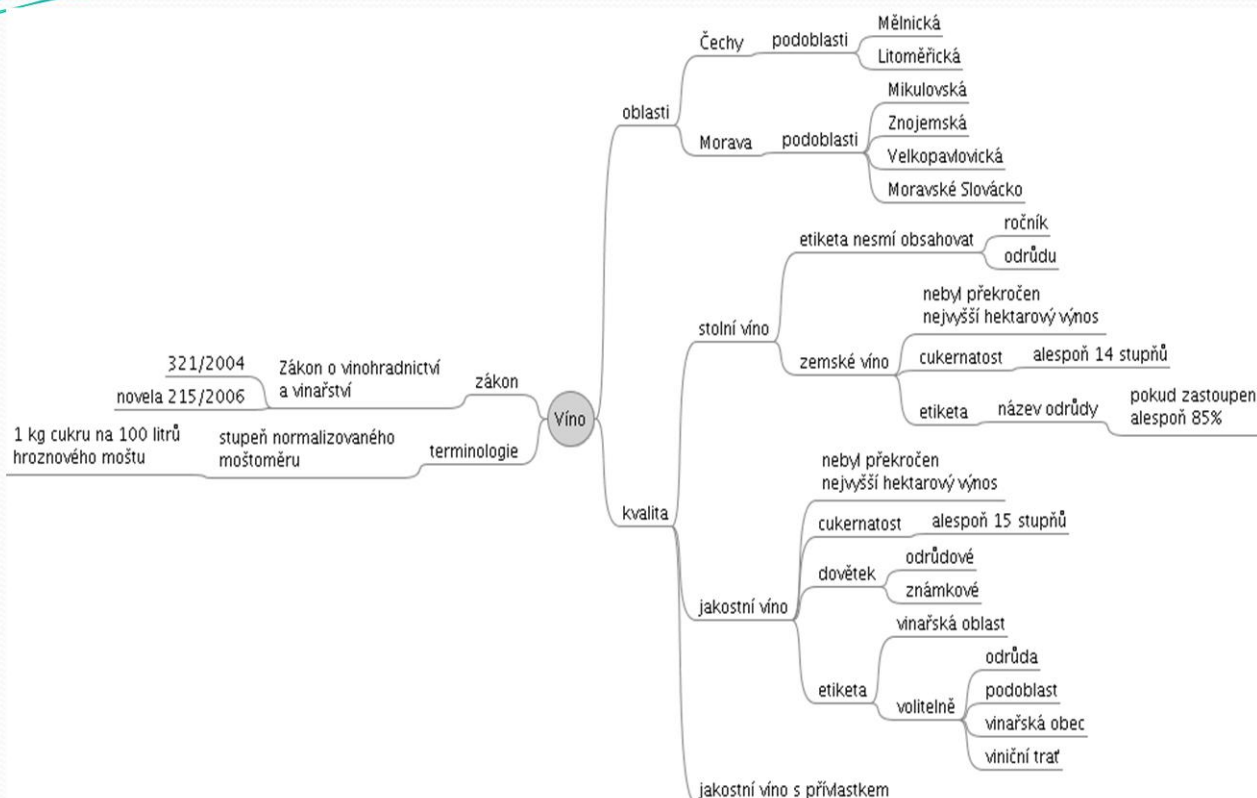 Víno
oblasti
Čechy
podoblasti
Mělnická
Litoměřická
Morava
podoblasti
Mikulovská
Znojemská
Velkopavlovická
Moravské Slovácko
kvalita
stolní víno
etiketa nesmí obsahovat
ročník
odrůdu
zemské víno
nebyl překročen
nejvyšší hektarový výnos
cukernatost
alespoň 14 stupňů
etiketa
název odrůdy
pokud zastoupen
alespoň 85%
jakostní víno
nebyl překročen
nejvyšší hektarový výnos
cukernatost
alespoň 15 stupňů
dovětek
odrůdové
známkové
etiketa
vinařská oblast
volitelně
odrůda
podoblast
vinařská obec
viniční trať
jakostní víno s přívlastkem
zákon
Zákon o vinohradnictví
a vinařství
321/2004
novela 215/2006
terminologie
stupeň normalizovaného
moštoměru
1 kg cukru na 100 litrů
hroznového moštu